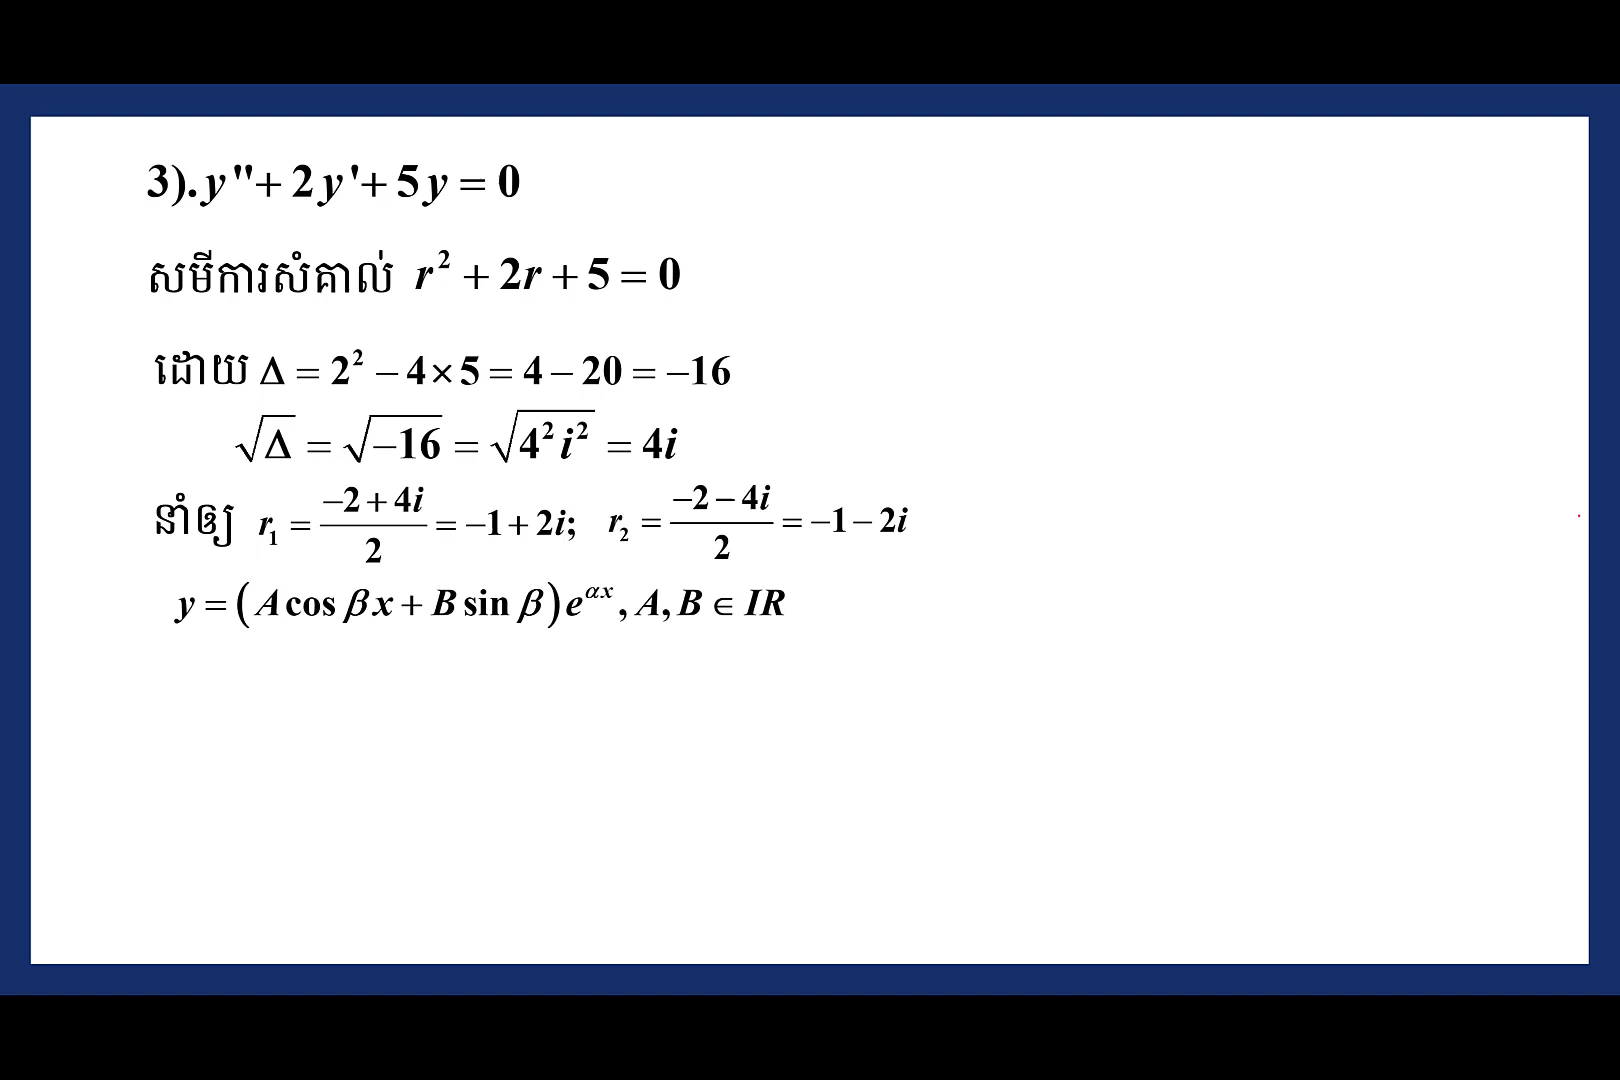 3). y"+ 2y'+ 5y = 0
សមីការសំគាល់ r² + 2r + 5 = 0
ដោយ Δ = 2² − 4×5 = 4 − 20 = −16
√Δ = √−16 = √4²i² = 4i
នាំឲ្យ r₁ = (−2 + 4i)/2 = −1 + 2i; r₂ = (−2 − 4i)/2 = −1 − 2i
y = (A cos βx + B sin β)e^αx, A, B ∈ IR